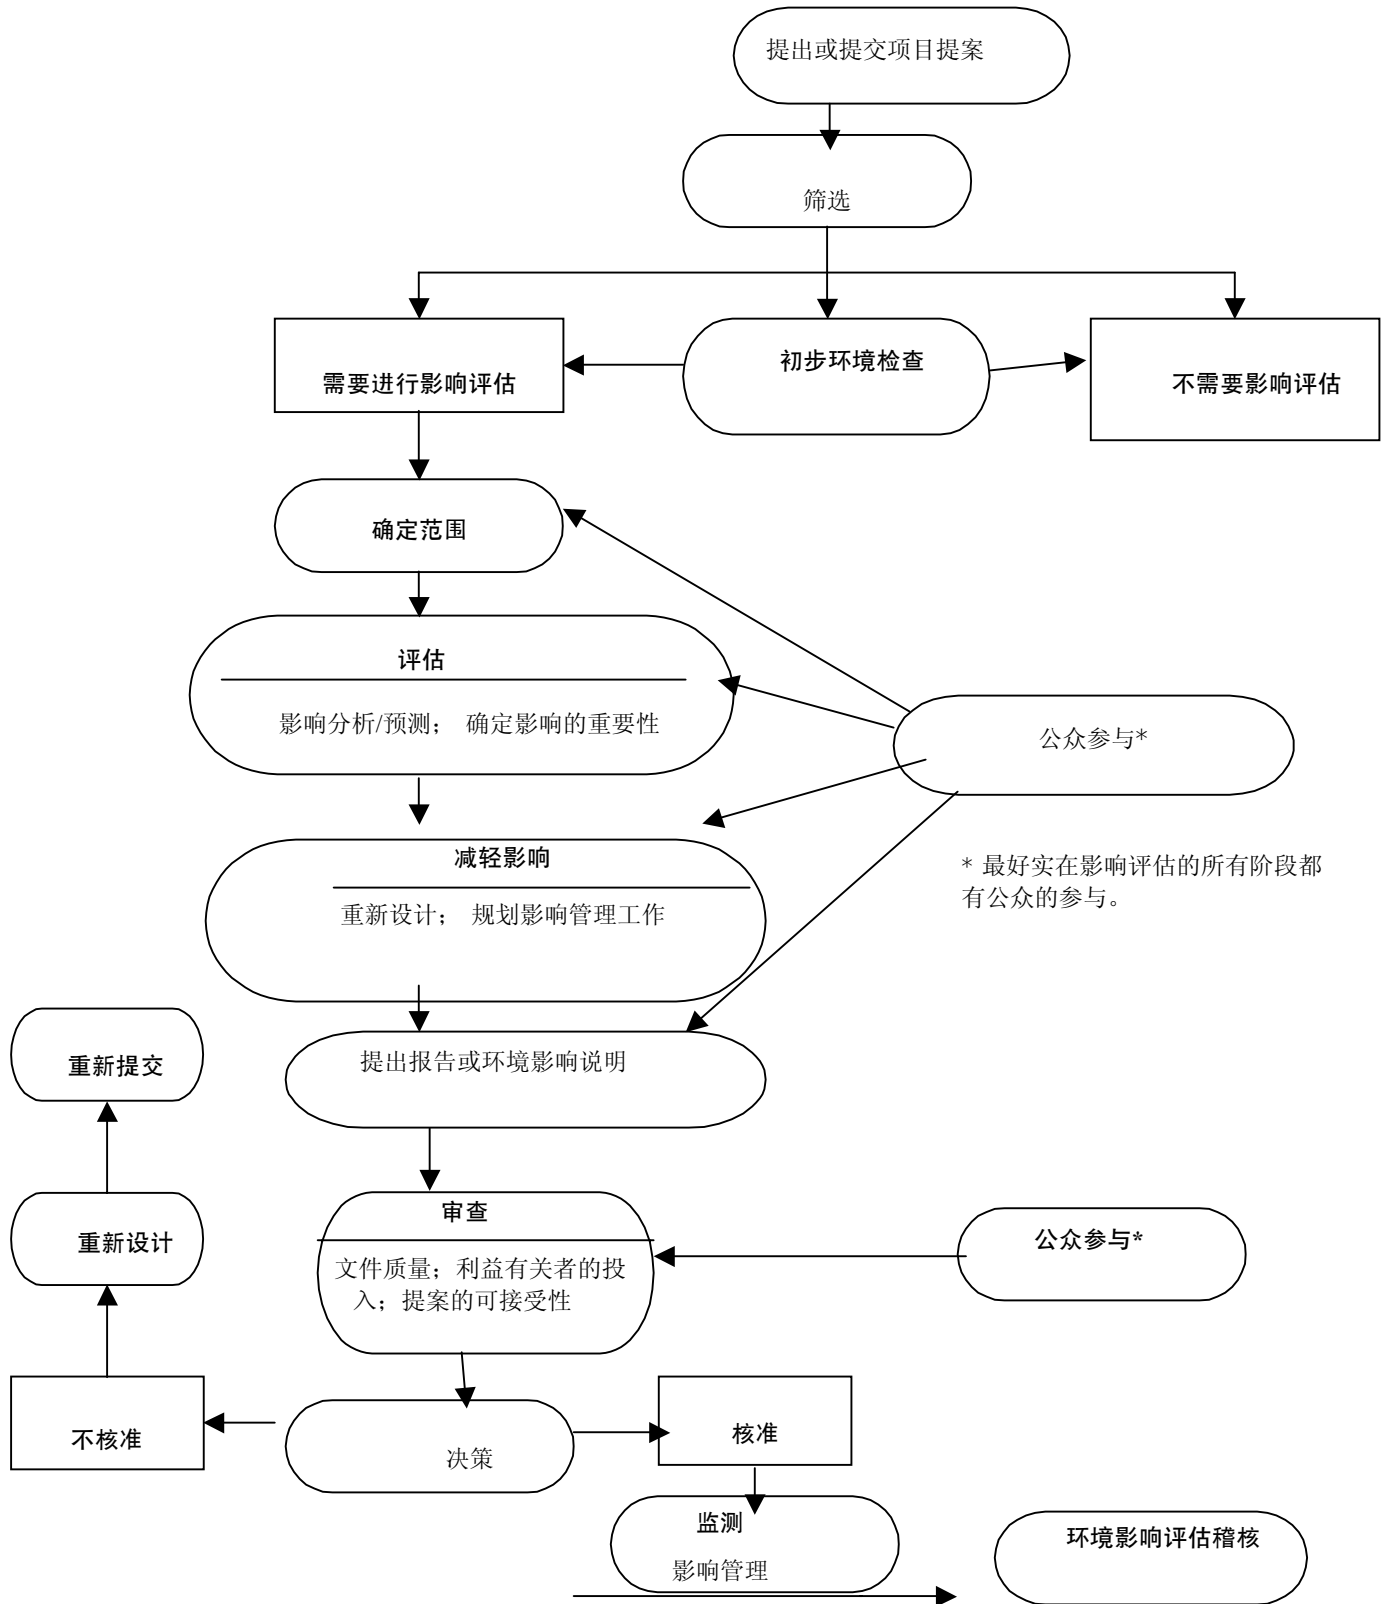 提出或提交项目提案
筛选
初步环境检查
需要进行影响评估
不需要影响评估
确定范围
评估
影响分析/预测； 确定影响的重要性
公众参与*
减轻影响
* 最好实在影响评估的所有阶段都
有公众的参与。
重新设计； 规划影响管理工作
重新提交
提出报告或环境影响说明
审查
重新设计
公众参与*
文件质量；利益有关者的投
入；提案的可接受性
不核准
核准
决策
监测
环境影响评估稽核
影响管理